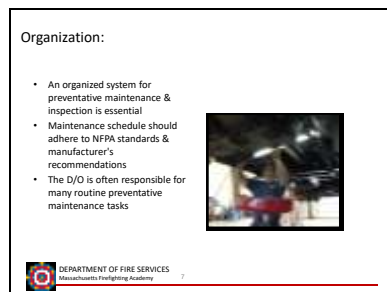 Organization:
• An organized system for
preventative maintenance &
inspection is essential
• Maintenance schedule should
adhere to NFPA standards &
manufacturer's
recommendations
• The D/O is often responsible for
many routine preventative
maintenance tasks
DEPARTMENT OF FIRE SERVICES
Massachusetts Firefighting Academy
7